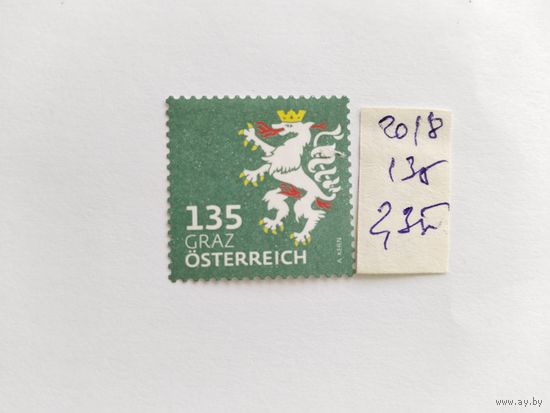 135
GRAZ
ÖSTERREICH
A. KERN
2018
135
2,35
www.ay.by